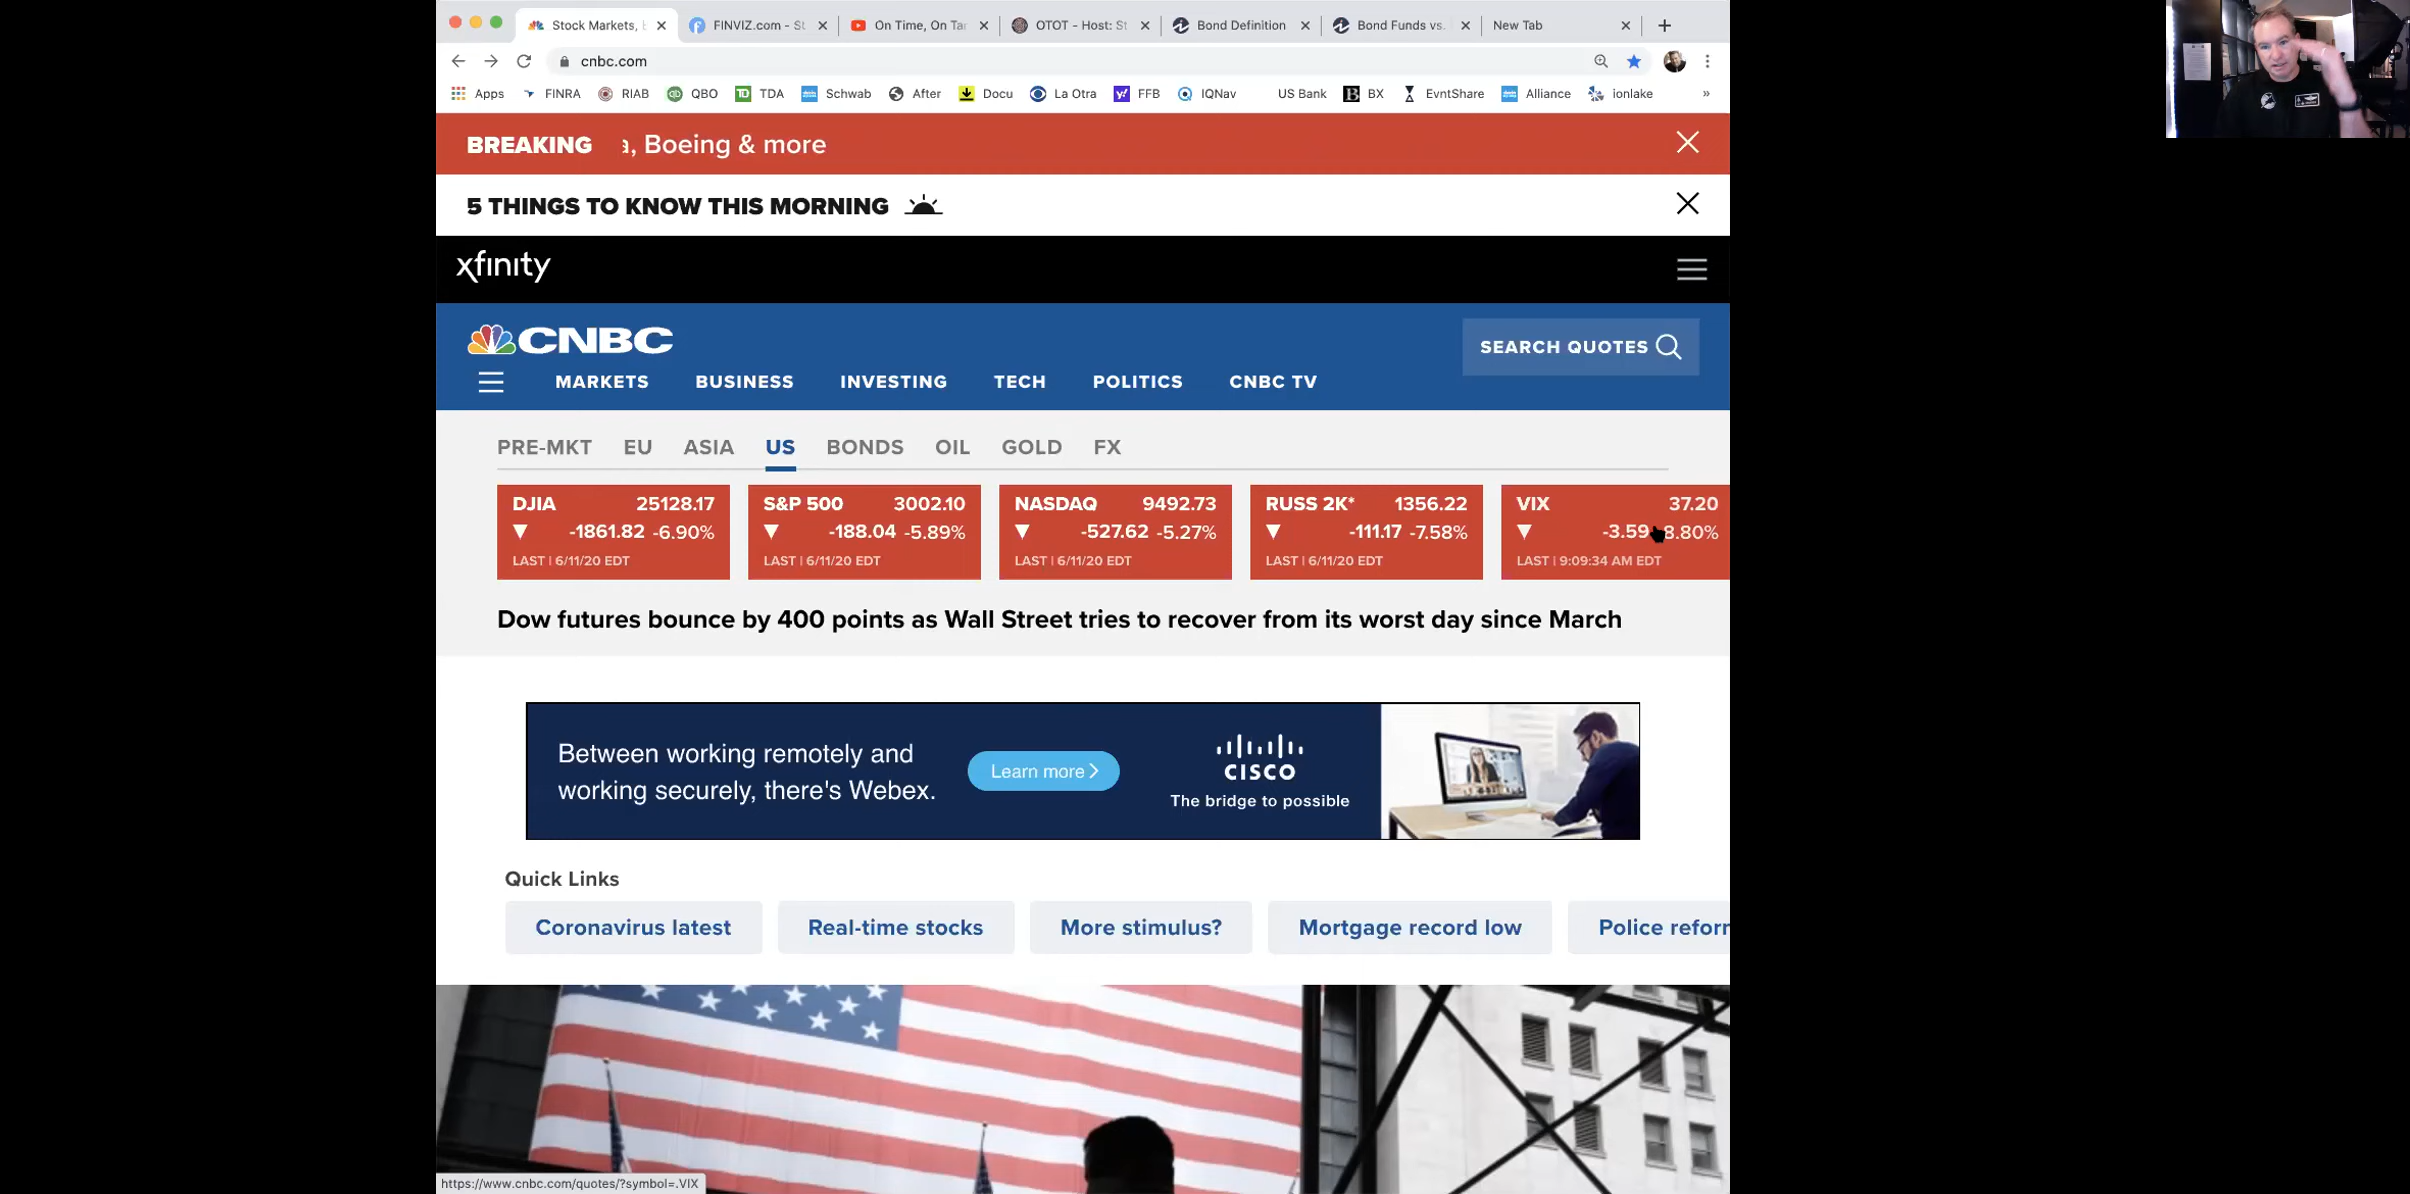 Stock Markets,
FINVIZ.com - St
On Time, On Tar
OTOT - Host: St
Bond Definition
Bond Funds vs.
New Tab
cnbc.com
Apps FINRA RIAB QBO TDA Schwab After Docu La Otra FFB IQNav US Bank BX EvntShare Alliance ionlake »
BREAKING a, Boeing & more
5 THINGS TO KNOW THIS MORNING
xfinity
CNBC
SEARCH QUOTES
MARKETS BUSINESS INVESTING TECH POLITICS CNBC TV
PRE-MKT EU ASIA US BONDS OIL GOLD FX
DJIA 25128.17
-1861.82 -6.90%
LAST | 6/11/20 EDT
S&P 500 3002.10
-188.04 -5.89%
LAST | 6/11/20 EDT
NASDAQ 9492.73
-527.62 -5.27%
LAST | 6/11/20 EDT
RUSS 2K* 1356.22
-111.17 -7.58%
LAST | 6/11/20 EDT
VIX 37.20
-3.59 8.80%
LAST | 9:09:34 AM EDT
Dow futures bounce by 400 points as Wall Street tries to recover from its worst day since March
Between working remotely and
working securely, there's Webex.
Learn more
CISCO
The bridge to possible
Quick Links
Coronavirus latest
Real-time stocks
More stimulus?
Mortgage record low
Police refor
https://www.cnbc.com/quotes/?symbol=.VIX